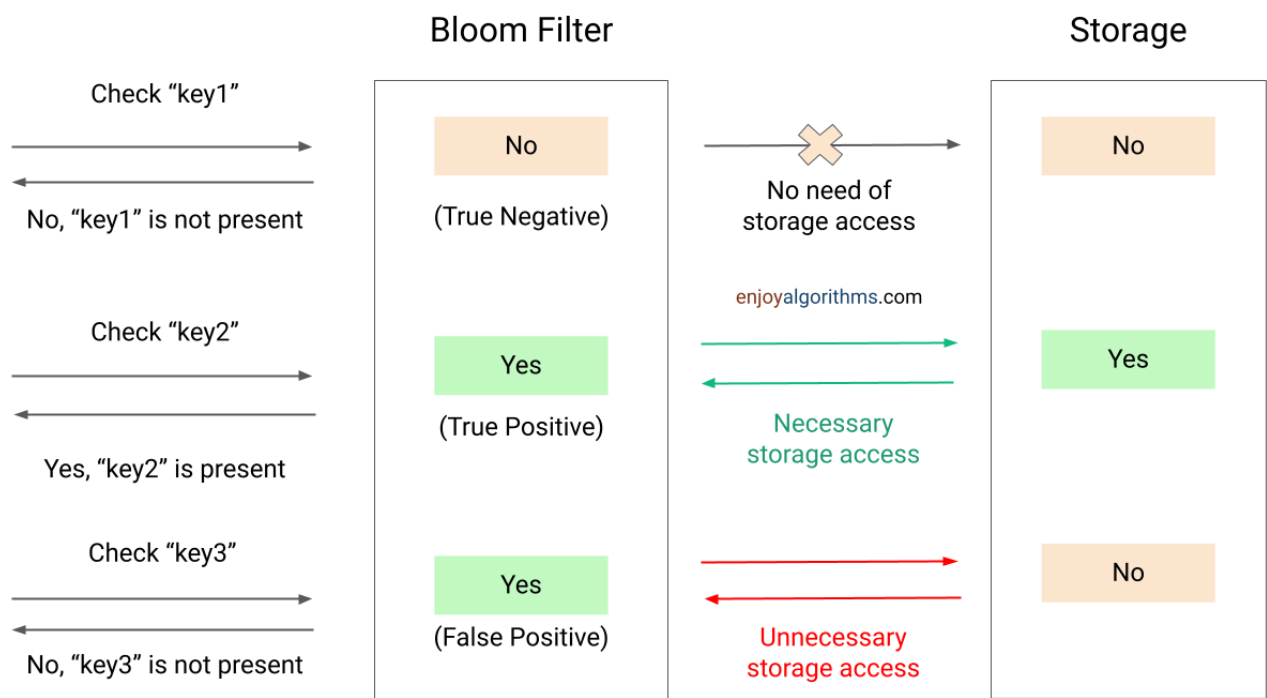 Bloom Filter
Storage
Check “key1”
No
No
No, “key1” is not present
(True Negative)
No need of
storage access
enjoyalgorithms.com
Check “key2”
Yes
Yes
Yes, “key2” is present
(True Positive)
Necessary
storage access
Check “key3”
Yes
No
No, “key3” is not present
(False Positive)
Unnecessary
storage access